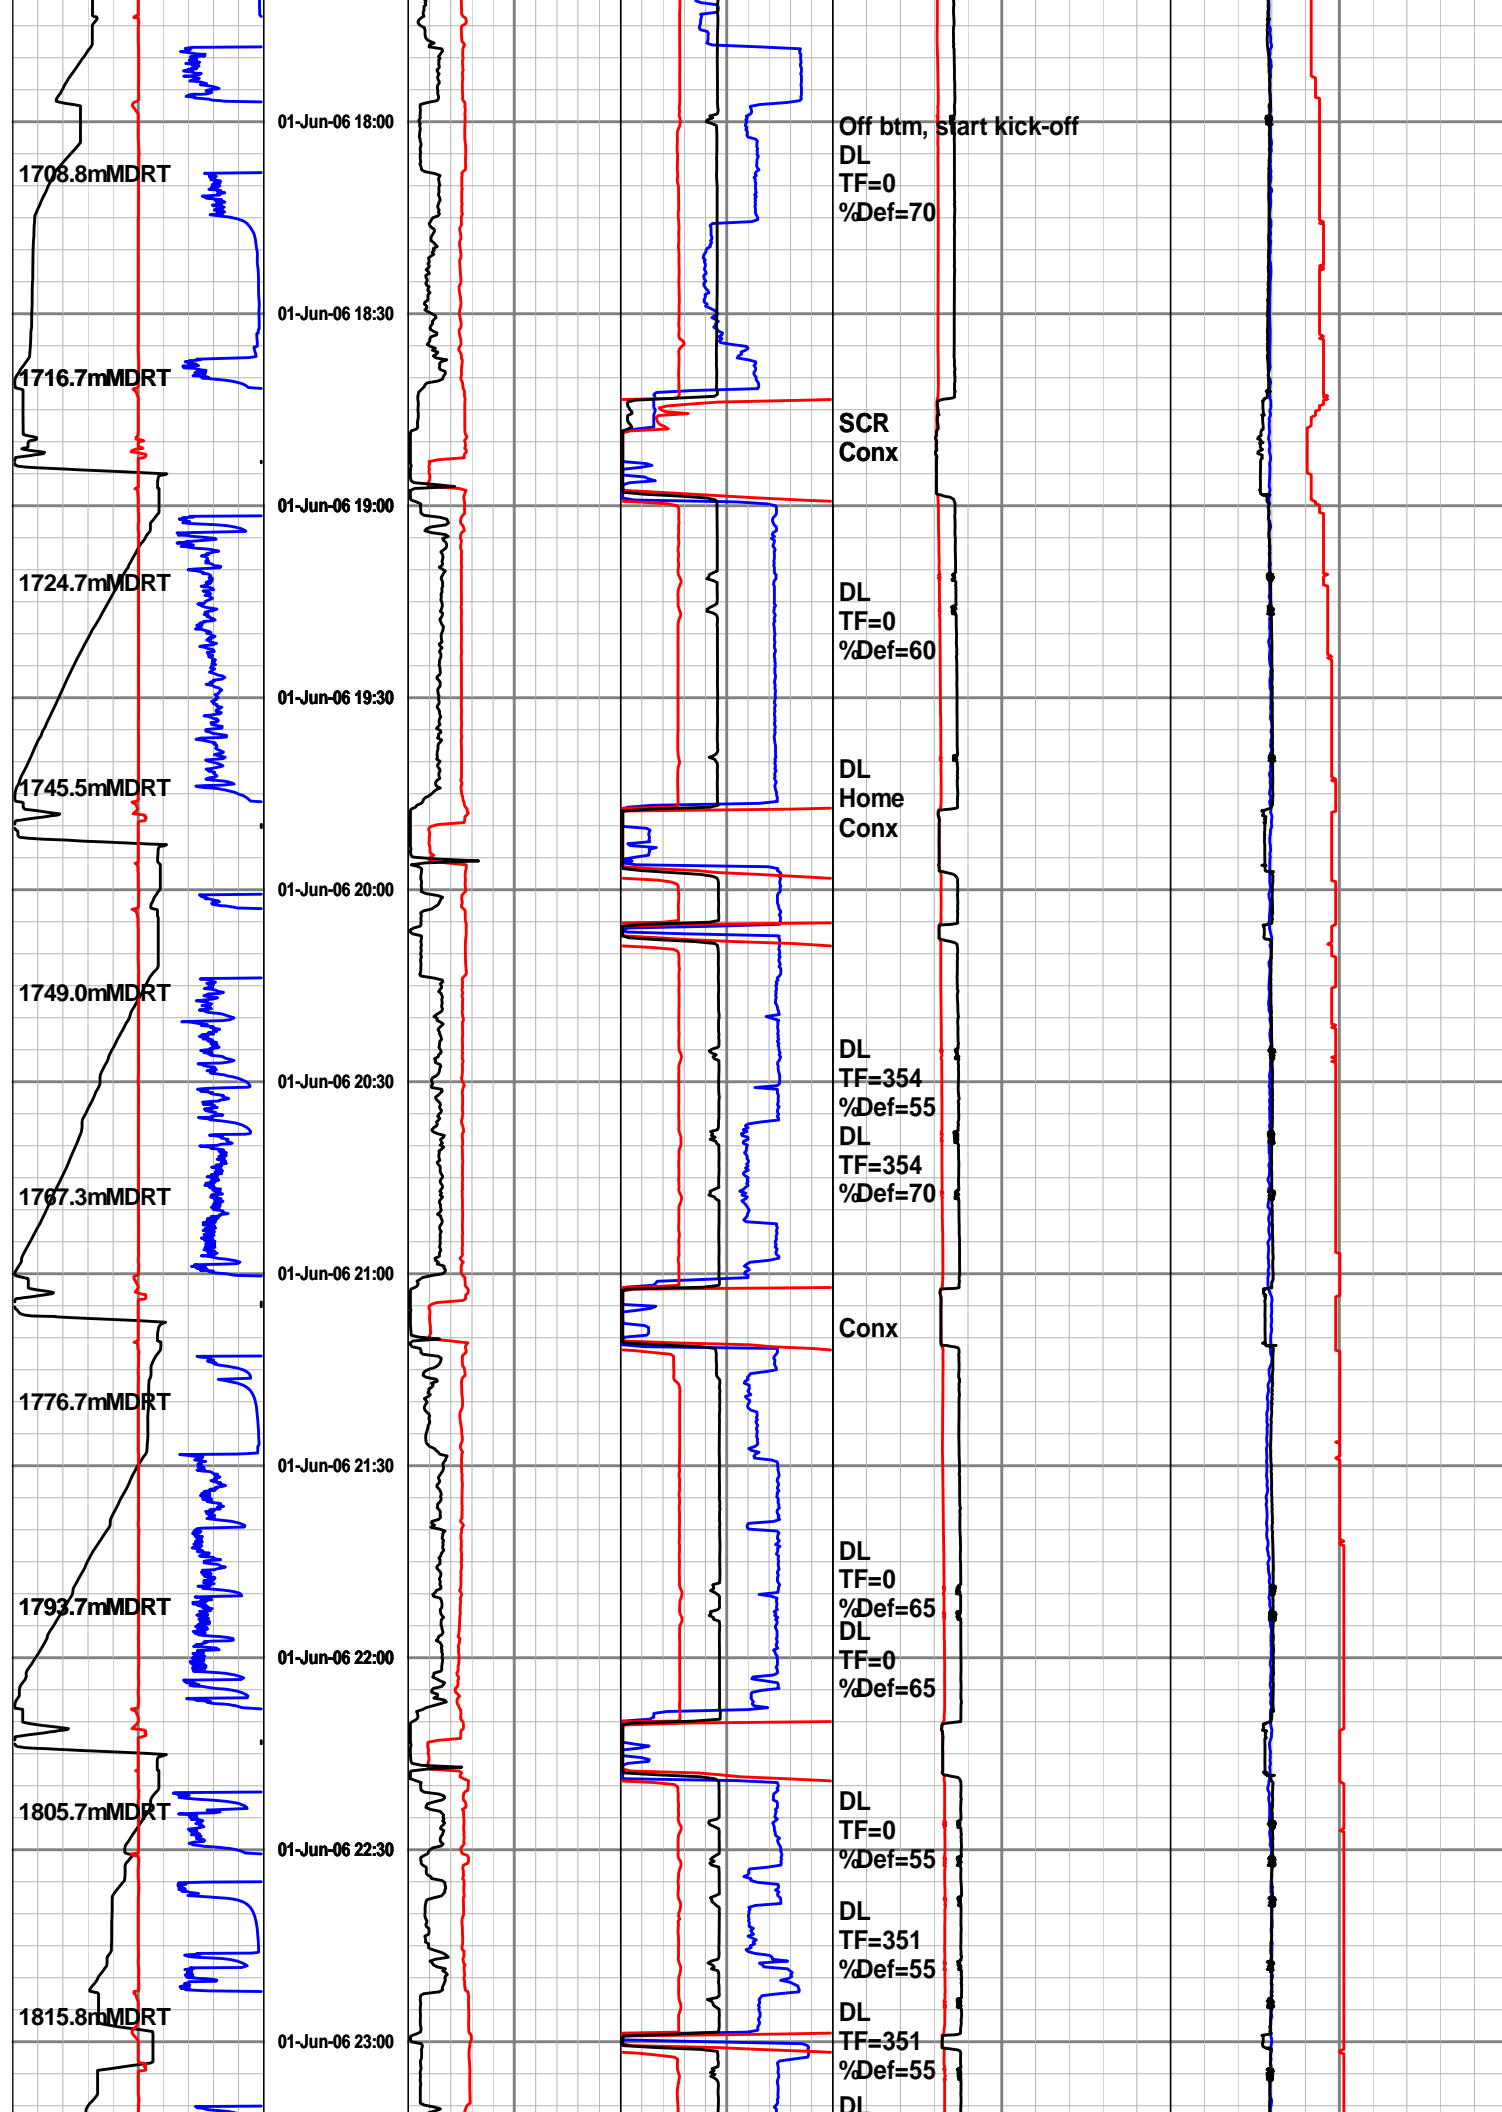 01-Jun-06 18:00
Off btm, start kick-off
DL
1708.8mMDRT
TF=0
%Def=70
01-Jun-06 18:30
1716.7mMDRT
SCR
Conx
01-Jun-06 19:00
1724.7mMDRT
DL
TF=0
%Def=60
01-Jun-06 19:30
DL
1745.5mMDRT
Home
Conx
01-Jun-06 20:00
1749.0mMDRT
DL
01-Jun-06 20:30
TF=354
%Def=55
DL
TF=354
1767.3mMDRT
%Def=70
01-Jun-06 21:00
Conx
1776.7mMDRT
01-Jun-06 21:30
DL
TF=0
1793.7mMDRT
%Def=65
DL
01-Jun-06 22:00
TF=0
%Def=65
DL
1805.7mMDRT
TF=0
01-Jun-06 22:30
%Def=55
DL
TF=351
%Def=55
DL
1815.8mMDRT
01-Jun-06 23:00
TF=351
%Def=55
DL